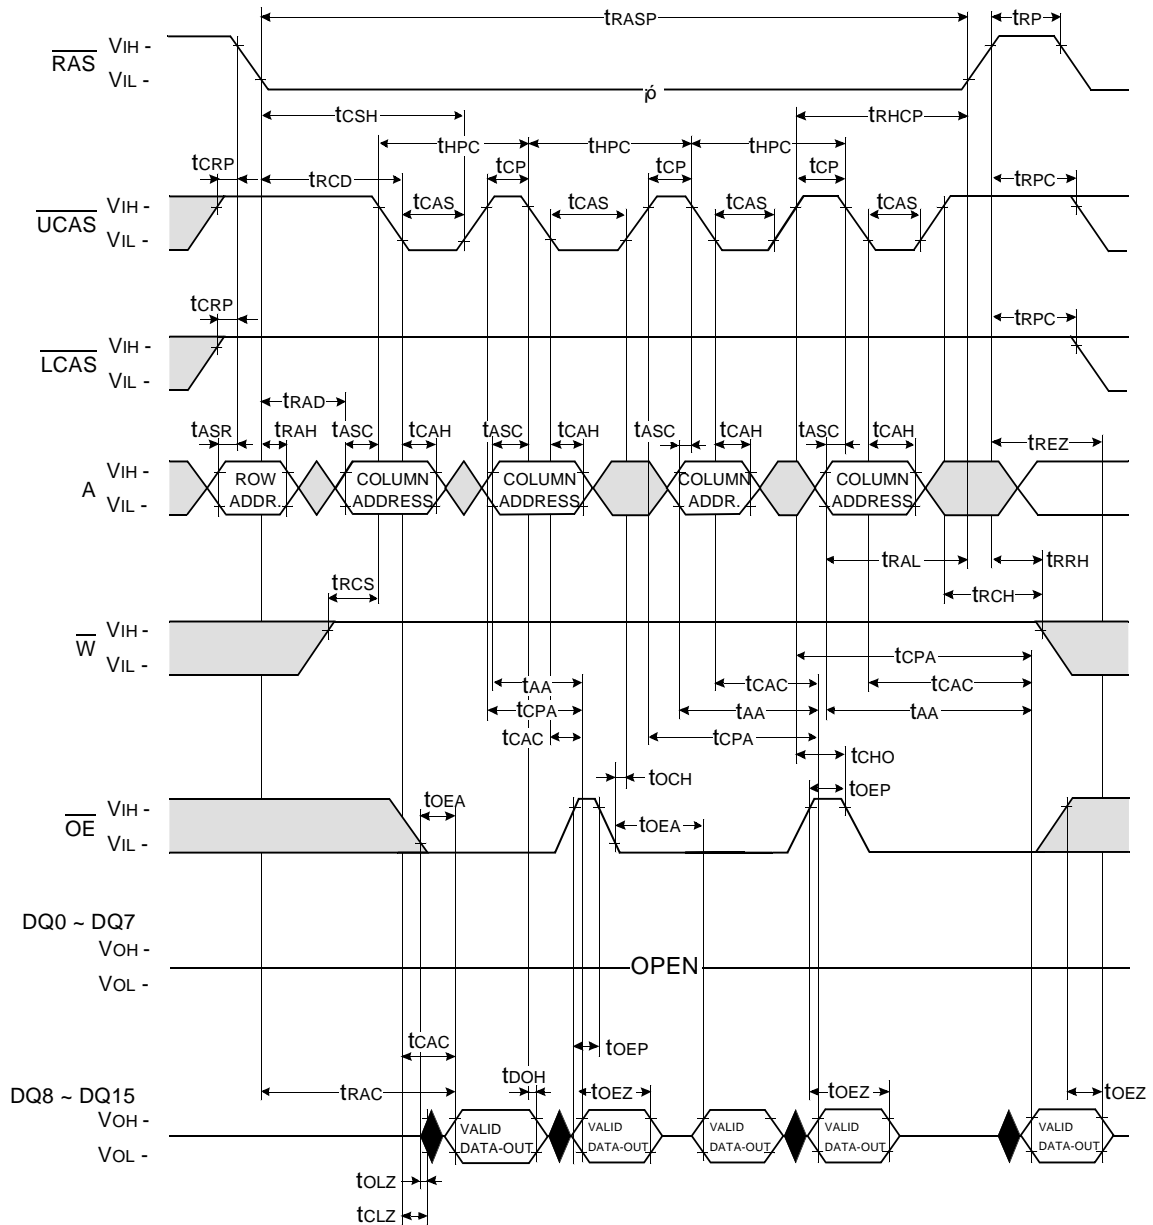 tRASP
tRP
RAS
VIH -
VIL -
tCSH
tRHCP
tHPC
tHPC
tHPC
tCRP
tRCD
tCP
tCP
tCP
tRPC
tCAS
tCAS
tCAS
tCAS
UCAS
VIH -
VIL -
tCRP
tRPC
LCAS
VIH -
VIL -
tRAD
tASR
tRAH
tASC
tCAH
tASC
tCAH
tASC
tCAH
tASC
tCAH
tREZ
A
VIH -
VIL -
ROW
ADDR.
COLUMN
ADDRESS
COLUMN
ADDRESS
COLUMN
ADDR.
COLUMN
ADDRESS
tRAL
tRRH
tRCS
tRCH
W
VIH -
VIL -
tCPA
tAA
tCAC
tCAC
tCPA
tAA
tAA
tCAC
tCPA
tCHO
tOCH
tOEP
tOEA
tOEA
OE
VIH -
VIL -
DQ0 ~ DQ7
VOH -
VOL -
OPEN
tCAC
tOEP
tDOH
tRAC
tOEZ
tOEZ
tOEZ
DQ8 ~ DQ15
VOH -
VOL -
VALID
DATA-OUT
VALID
DATA-OUT
VALID
DATA-OUT
VALID
DATA-OUT
VALID
DATA-OUT
tOLZ
tCLZ